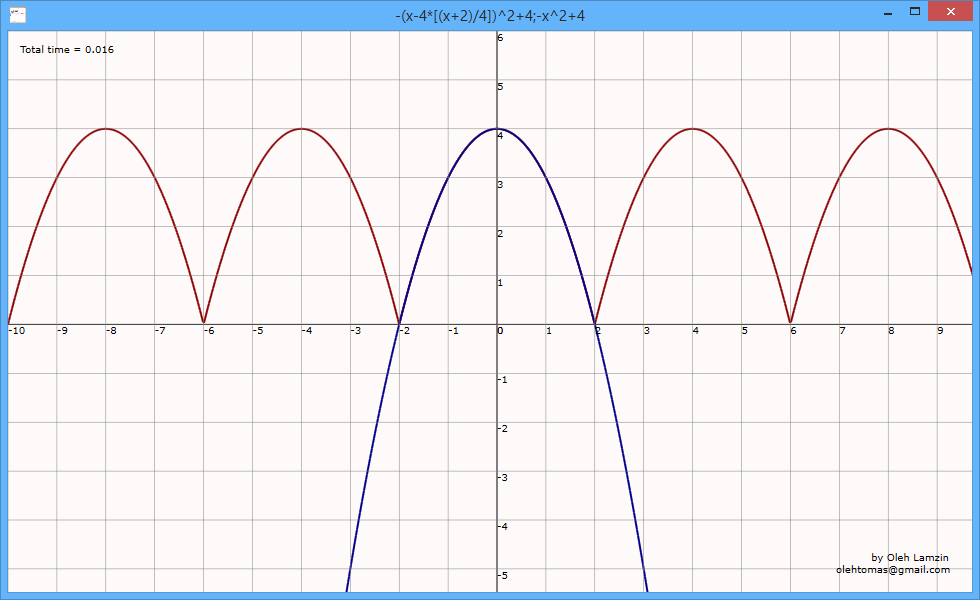 -(x-4*[(x+2)/4])^2+4;-x^2+4
Total time = 0.016
6
5
4
3
2
1
-10 -9 -8 -7 -6 -5 -4 -3 -2 -1 0 1 2 3 4 5 6 7 8 9
-1
-2
-3
-4
-5
by Oleh Lamzin
olehtomas@gmail.com